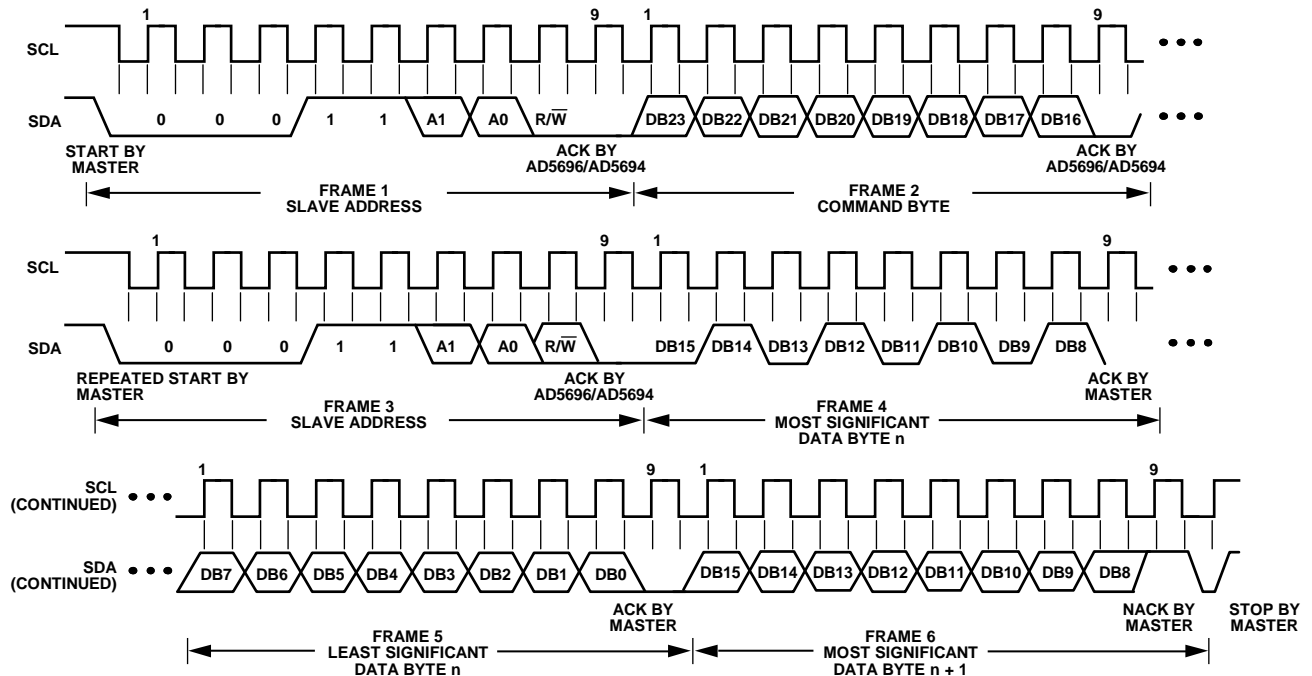 1 9 1 9
SCL
SDA 0 0 0 1 1 A1 A0 R/W̅ DB23 DB22 DB21 DB20 DB19 DB18 DB17 DB16
START BY
MASTER
ACK BY
AD5696/AD5694
ACK BY
AD5696/AD5694
FRAME 1
SLAVE ADDRESS
FRAME 2
COMMAND BYTE
1 9 1 9
SCL
SDA 0 0 0 1 1 A1 A0 R/W̅ DB15 DB14 DB13 DB12 DB11 DB10 DB9 DB8
REPEATED START BY
MASTER
ACK BY
AD5696/AD5694
ACK BY
MASTER
FRAME 3
SLAVE ADDRESS
FRAME 4
MOST SIGNIFICANT
DATA BYTE n
1 9 1 9
SCL
(CONTINUED)
SDA
(CONTINUED)
DB7 DB6 DB5 DB4 DB3 DB2 DB1 DB0 DB15 DB14 DB13 DB12 DB11 DB10 DB9 DB8
ACK BY
MASTER
NACK BY
MASTER
STOP BY
MASTER
FRAME 5
LEAST SIGNIFICANT
DATA BYTE n
FRAME 6
MOST SIGNIFICANT
DATA BYTE n + 1